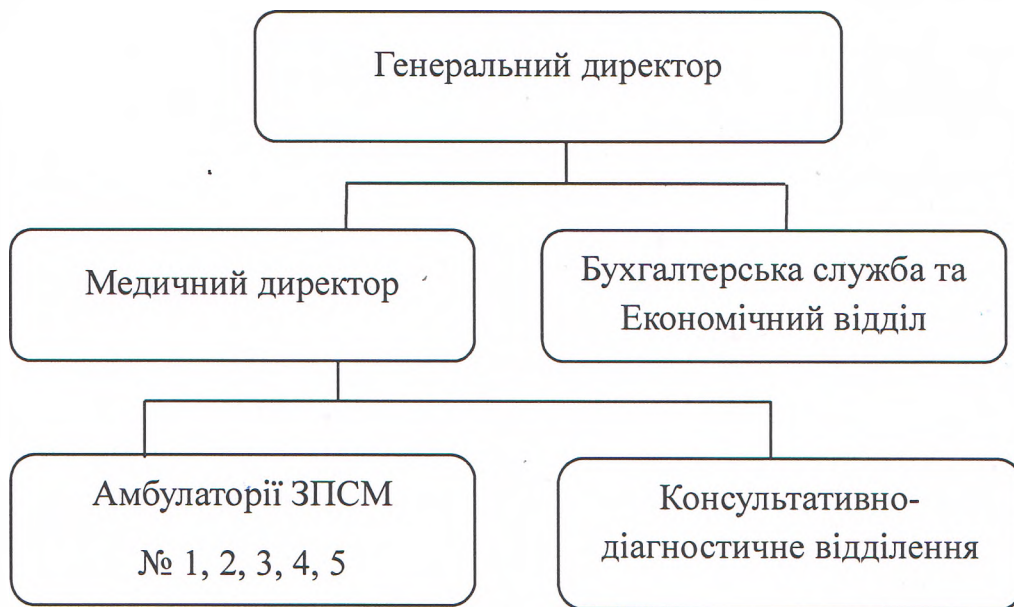 Генеральний директор
Медичний директор
Бухгалтерська служба та
Економічний відділ
Амбулаторії ЗПСМ
№ 1, 2, 3, 4, 5
Консультативно-
діагностичне відділення